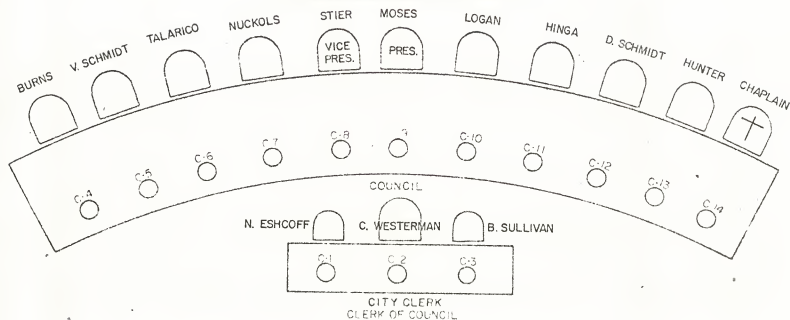 BURNS
V. SCHMIDT
TALARICO
NUCKOLS
STIER
MOSES
LOGAN
HINGA
D. SCHMIDT
HUNTER
CHAPLAIN
VICE
PRES.
PRES.
C-4
C-5
C-6
C-7
C-8
9
C-10
C-11
C-12
C-13
C-14
COUNCIL
N. ESHCOFF
C. WESTERMAN
B. SULLIVAN
C-1
C-2
C-3
CITY CLERK
CLERK OF COUNCIL